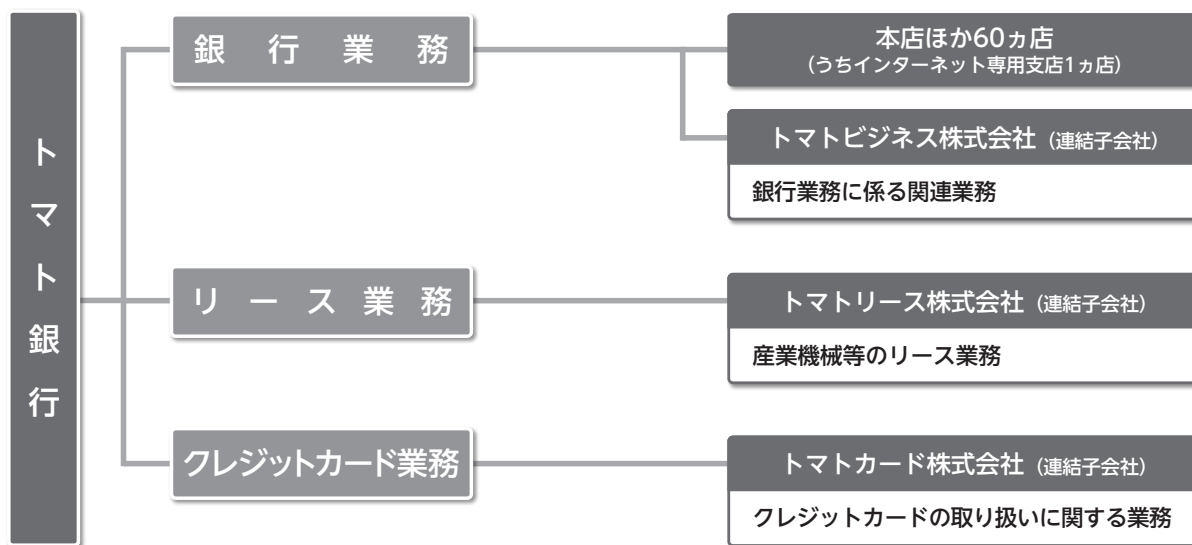 トマト銀行
銀行業務
本店ほか60ヵ店
（うちインターネット専用支店1ヵ店）
トマトビジネス株式会社（連結子会社）
銀行業務に係る関連業務
リース業務
トマトリース株式会社（連結子会社）
産業機械等のリース業務
クレジットカード業務
トマトカード株式会社（連結子会社）
クレジットカードの取り扱いに関する業務